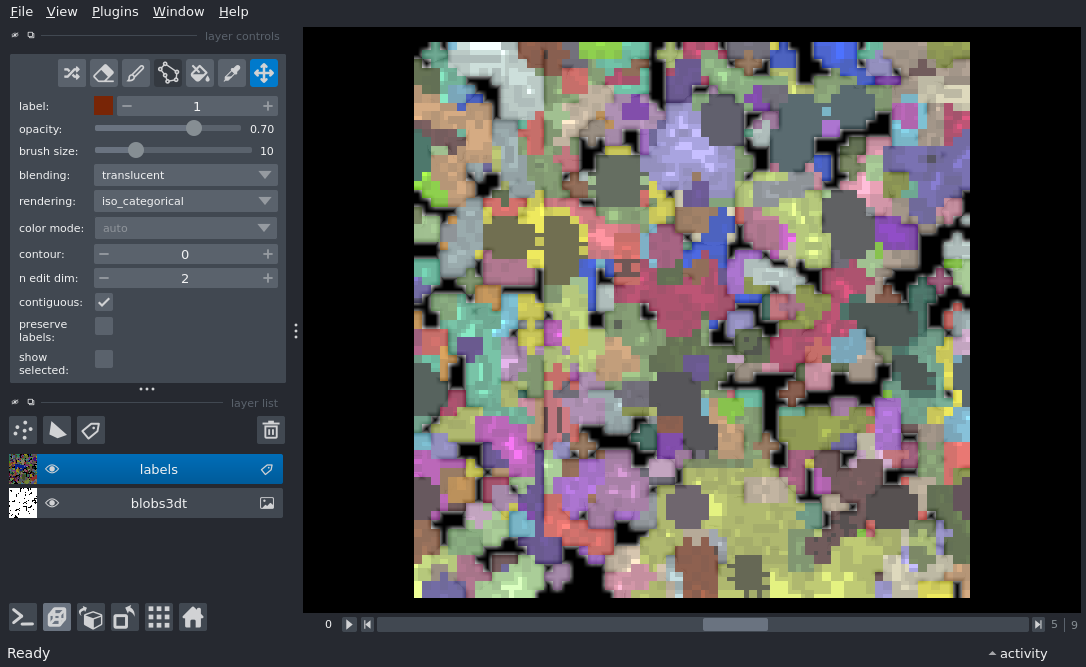 File View Plugins Window Help
layer controls
label: 1
opacity: 0.70
brush size: 10
blending: translucent
rendering: iso_categorical
color mode: auto
contour: 0
n edit dim: 2
contiguous:
preserve
labels:
show
selected:
layer list
labels
blobs3dt
0 5 | 9
Ready activity